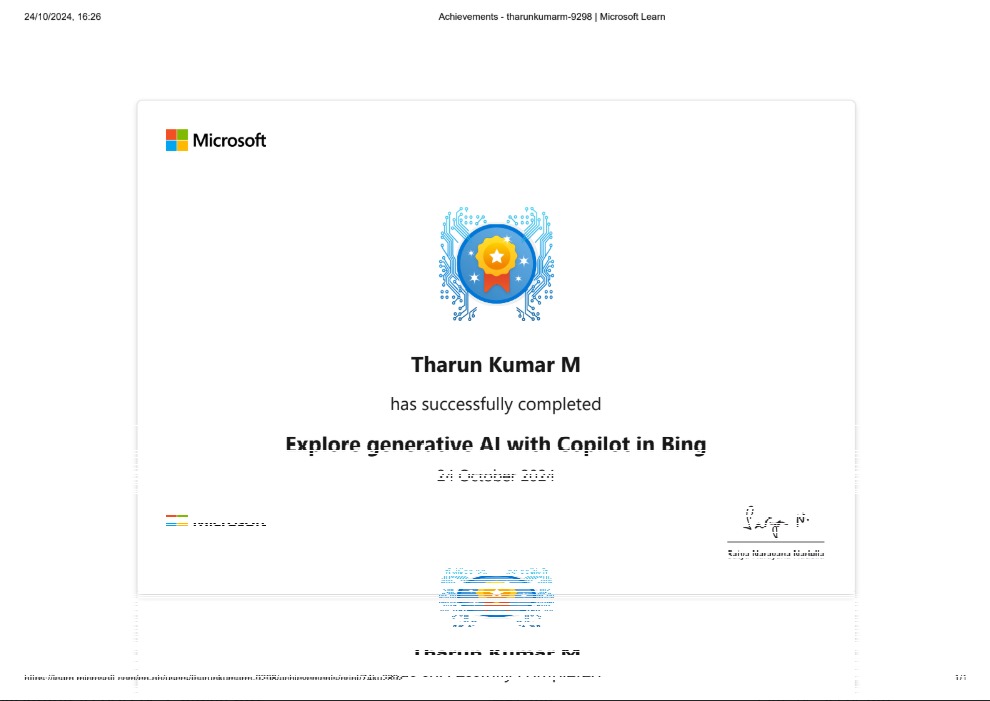 24/10/2024, 16:26 Achievements - tharunkumarm-9298 | Microsoft Learn
Microsoft
Tharun Kumar M
has successfully completed
Explore generative AI with Copilot in Bing
24 October 2024
Microsoft
Satya Narayana Nadella
Tharun Kumar M
1/1